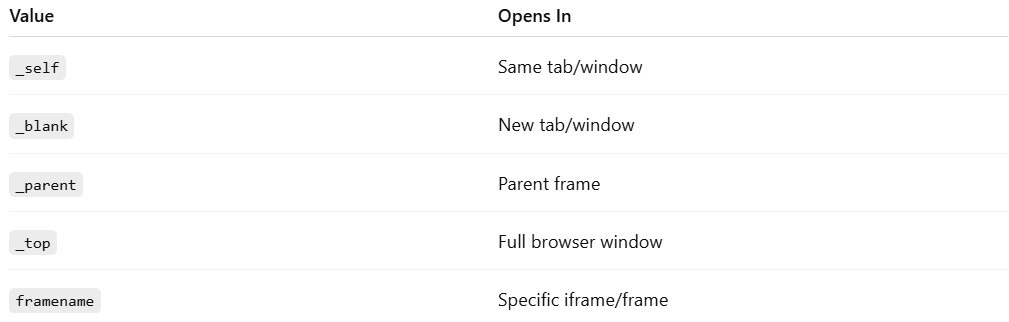 Value Opens In
_self Same tab/window
_blank New tab/window
_parent Parent frame
_top Full browser window
framename Specific iframe/frame